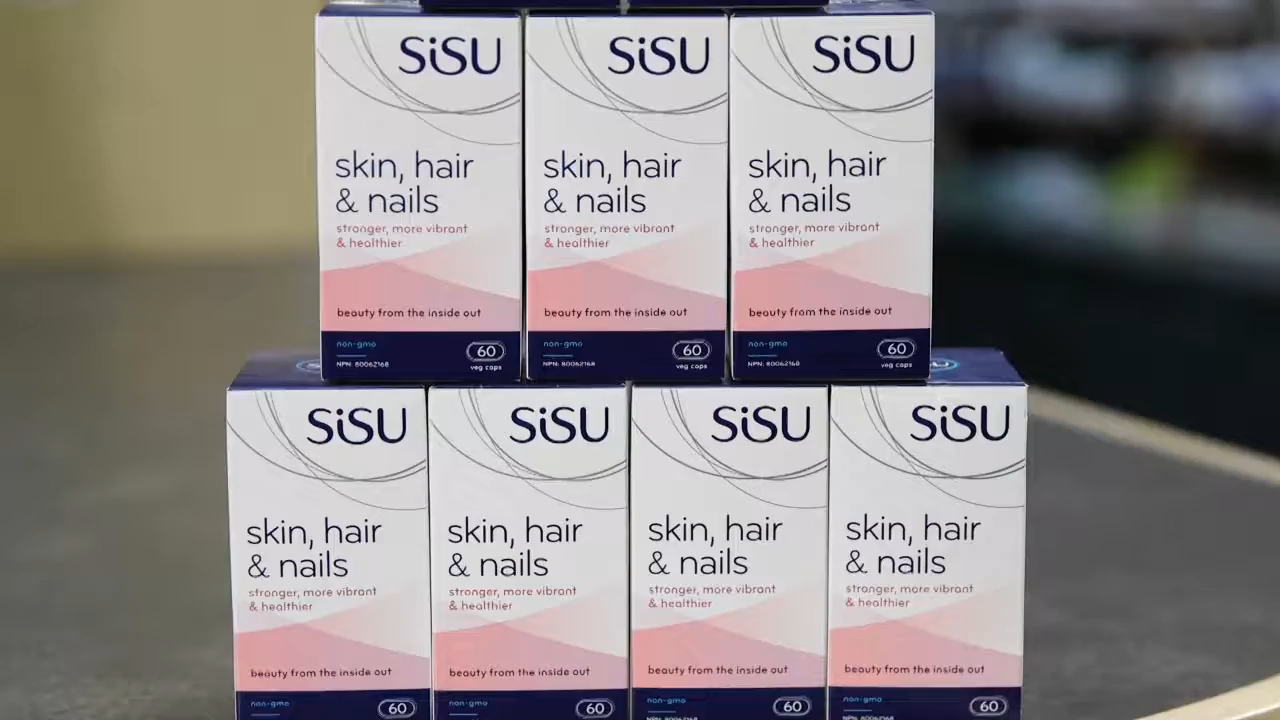 SiSU
skin, hair
& nails
stronger, more vibrant
& healthier
beauty from the inside out
non-gmo
NPN: 80062168
60
veg caps
SiSU
skin, hair
& nails
stronger, more vibrant
& healthier
beauty from the inside out
non-gmo
NPN: 80062168
60
veg caps
SiSU
skin, hair
& nails
stronger, more vibrant
& healthier
beauty from the inside out
non-gmo
NPN: 80062168
60
veg caps
SiSU
skin, hair
& nails
stronger, more vibrant
& healthier
beauty from the inside out
non-gmo
60
SiSU
skin, hair
& nails
stronger, more vibrant
& healthier
beauty from the inside out
non-gmo
60
SiSU
skin, hair
& nails
stronger, more vibrant
& healthier
beauty from the inside out
non-gmo
60
SiSU
skin, hair
& nails
stronger, more vibrant
& healthier
beauty from the inside out
non-gmo
60